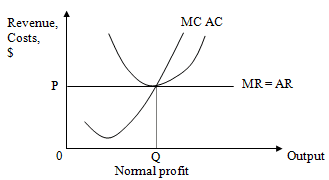 Revenue,
Costs,
$
MC AC
P
MR = AR
0
Q
Output
Normal profit